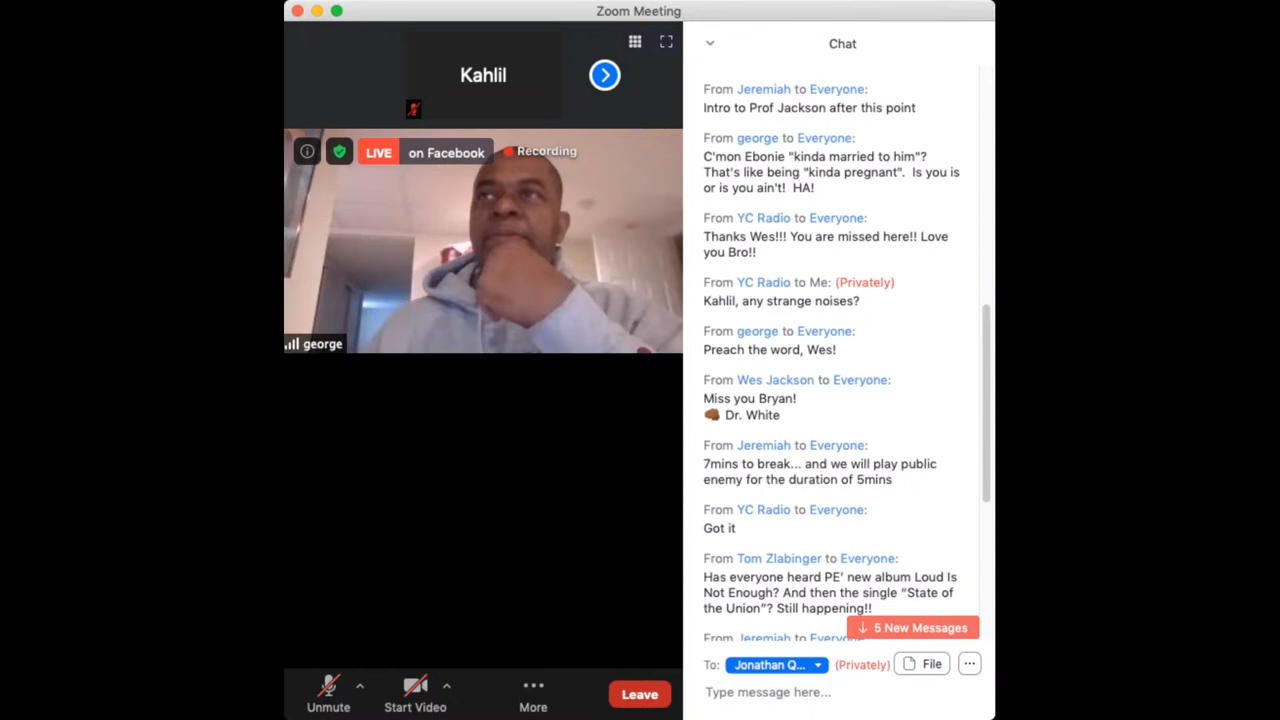 Zoom Meeting
Kahlil
LIVE on Facebook Recording
george
Chat
From Jeremiah to Everyone:
Intro to Prof Jackson after this point
From george to Everyone:
C'mon Ebonie "kinda married to him"?
That's like being "kinda pregnant". Is you is
or is you ain't! HA!
From YC Radio to Everyone:
Thanks Wes!!! You are missed here!! Love
you Bro!!
From YC Radio to Me: (Privately)
Kahlil, any strange noises?
From george to Everyone:
Preach the word, Wes!
From Wes Jackson to Everyone:
Miss you Bryan!
Dr. White
From Jeremiah to Everyone:
7mins to break... and we will play public
enemy for the duration of 5mins
From YC Radio to Everyone:
Got it
From Tom Zlabinger to Everyone:
Has everyone heard PE’ new album Loud Is
Not Enough? And then the single “State of
the Union”? Still happening!!
From Jeremiah to Everyone:
5 New Messages
To: Jonathan Q... (Privately) File
Type message here...
Unmute Start Video More Leave